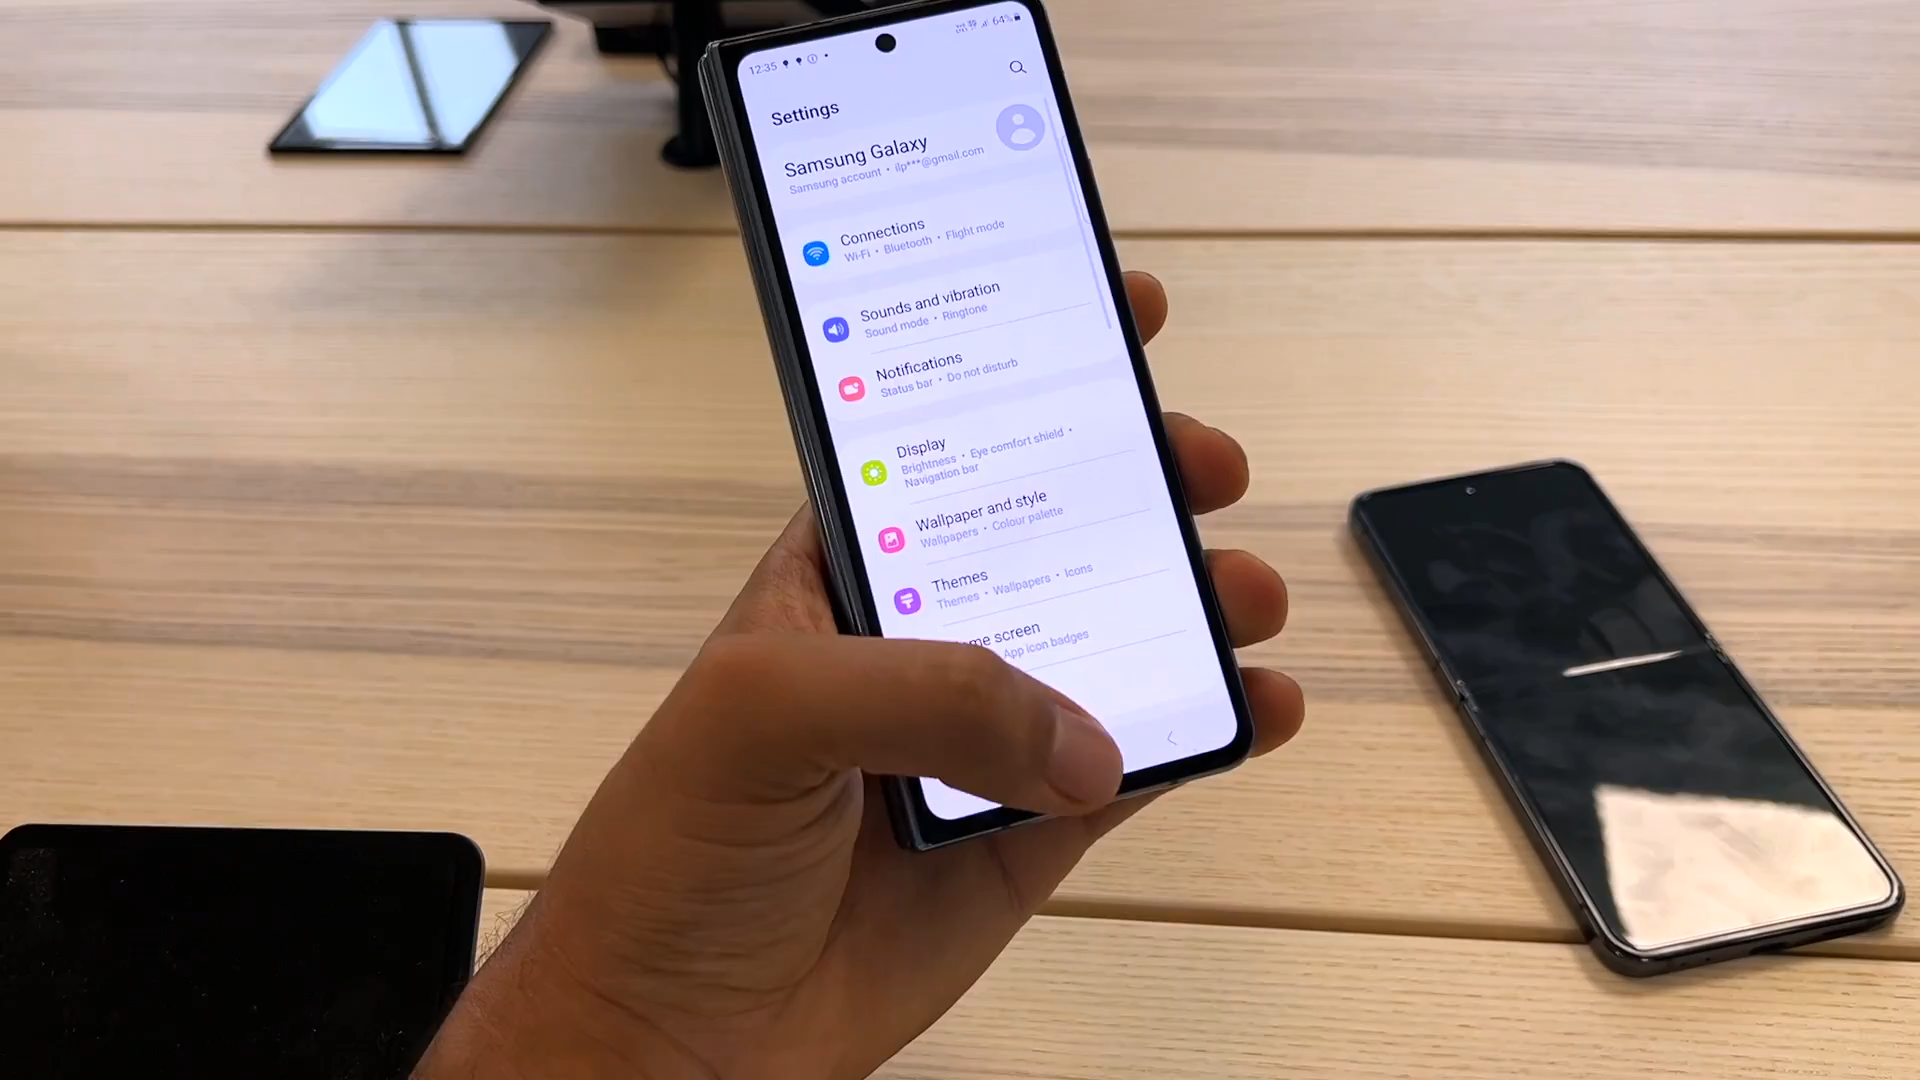 12:35
64%
Settings
Samsung Galaxy
Samsung account • ilp***@gmail.com
Connections
Wi-Fi • Bluetooth • Flight mode
Sounds and vibration
Sound mode • Ringtone
Notifications
Status bar • Do not disturb
Display
Brightness • Eye comfort shield •
Navigation bar
Wallpaper and style
Wallpapers • Colour palette
Themes
Themes • Wallpapers • Icons
me screen
App icon badges